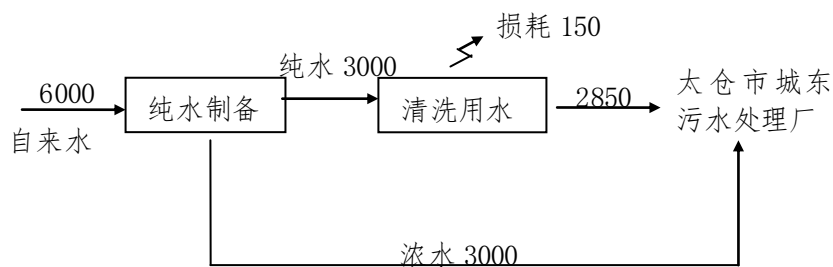 损耗 150
纯水 3000
6000
纯水制备
清洗用水
2850
太仓市城东
污水处理厂
自来水
浓水 3000